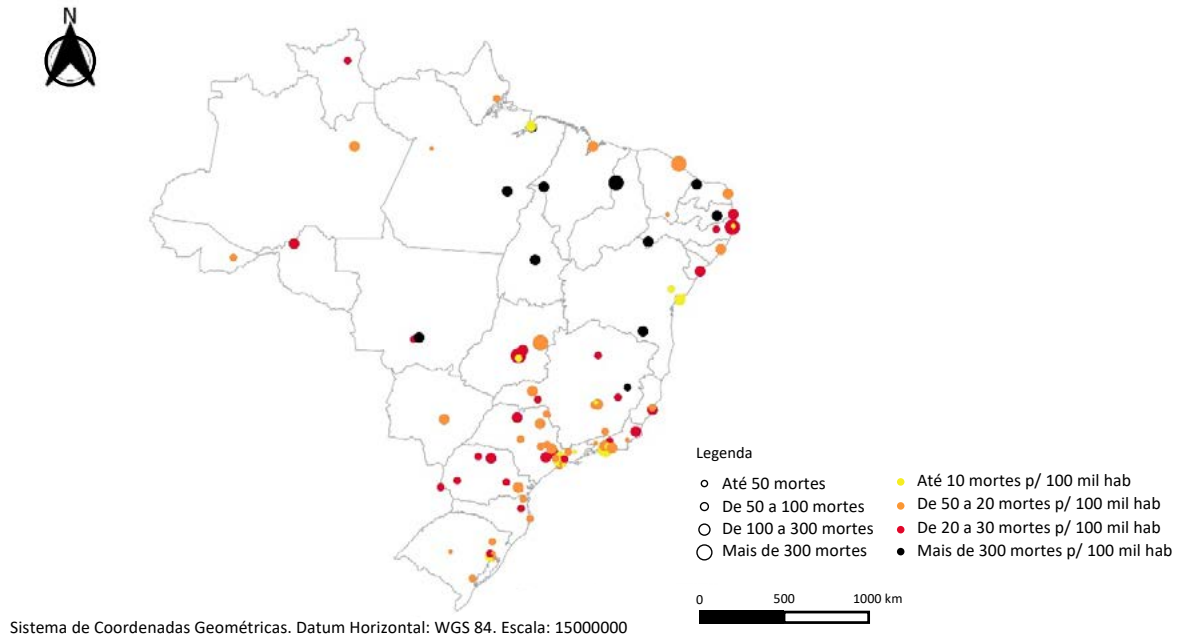 N
Legenda
Até 50 mortes
De 50 a 100 mortes
De 100 a 300 mortes
Mais de 300 mortes
Até 10 mortes p/ 100 mil hab
De 50 a 20 mortes p/ 100 mil hab
De 20 a 30 mortes p/ 100 mil hab
Mais de 300 mortes p/ 100 mil hab
0 500 1000 km
Sistema de Coordenadas Geométricas. Datum Horizontal: WGS 84. Escala: 15000000